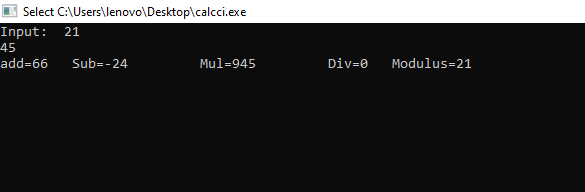 Select C:\Users\lenovo\Desktop\calcci.exe
Input:  21
45
add=66   Sub=-24         Mul=945         Div=0   Modulus=21